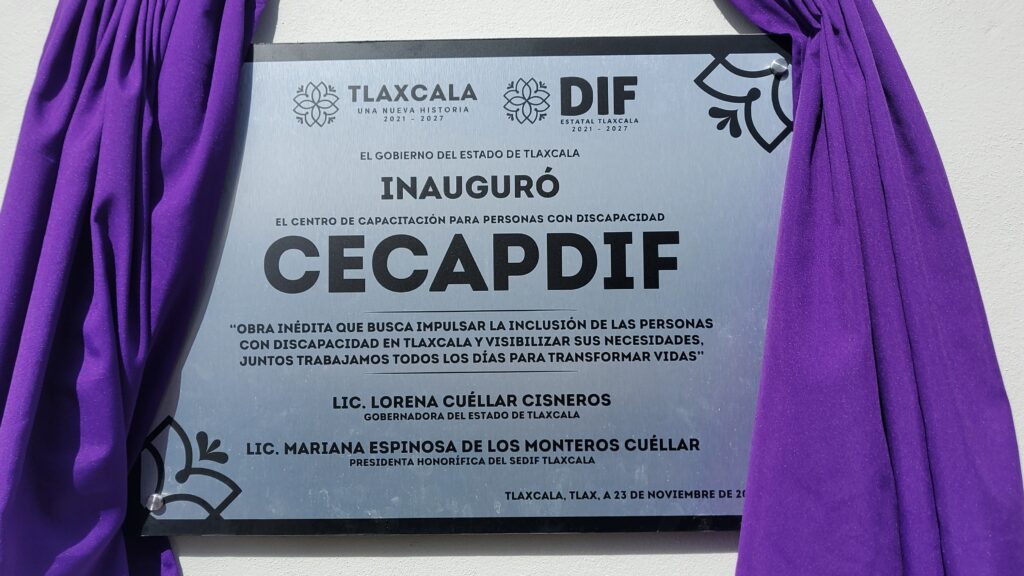 TLAXCALA
UNA NUEVA HISTORIA
2021 - 2027
DIF
ESTATAL TLAXCALA
2021 - 2027
EL GOBIERNO DEL ESTADO DE TLAXCALA
INAUGURÓ
EL CENTRO DE CAPACITACIÓN PARA PERSONAS CON DISCAPACIDAD
CECAPDIF
“OBRA INÉDITA QUE BUSCA IMPULSAR LA INCLUSIÓN DE LAS PERSONAS
CON DISCAPACIDAD EN TLAXCALA Y VISIBILIZAR SUS NECESIDADES,
JUNTOS TRABAJAMOS TODOS LOS DÍAS PARA TRANSFORMAR VIDAS”
LIC. LORENA CUÉLLAR CISNEROS
GOBERNADORA DEL ESTADO DE TLAXCALA
LIC. MARIANA ESPINOSA DE LOS MONTEROS CUÉLLAR
PRESIDENTA HONORÍFICA DEL SEDIF TLAXCALA
TLAXCALA, TLAX, A 23 DE NOVIEMBRE DE